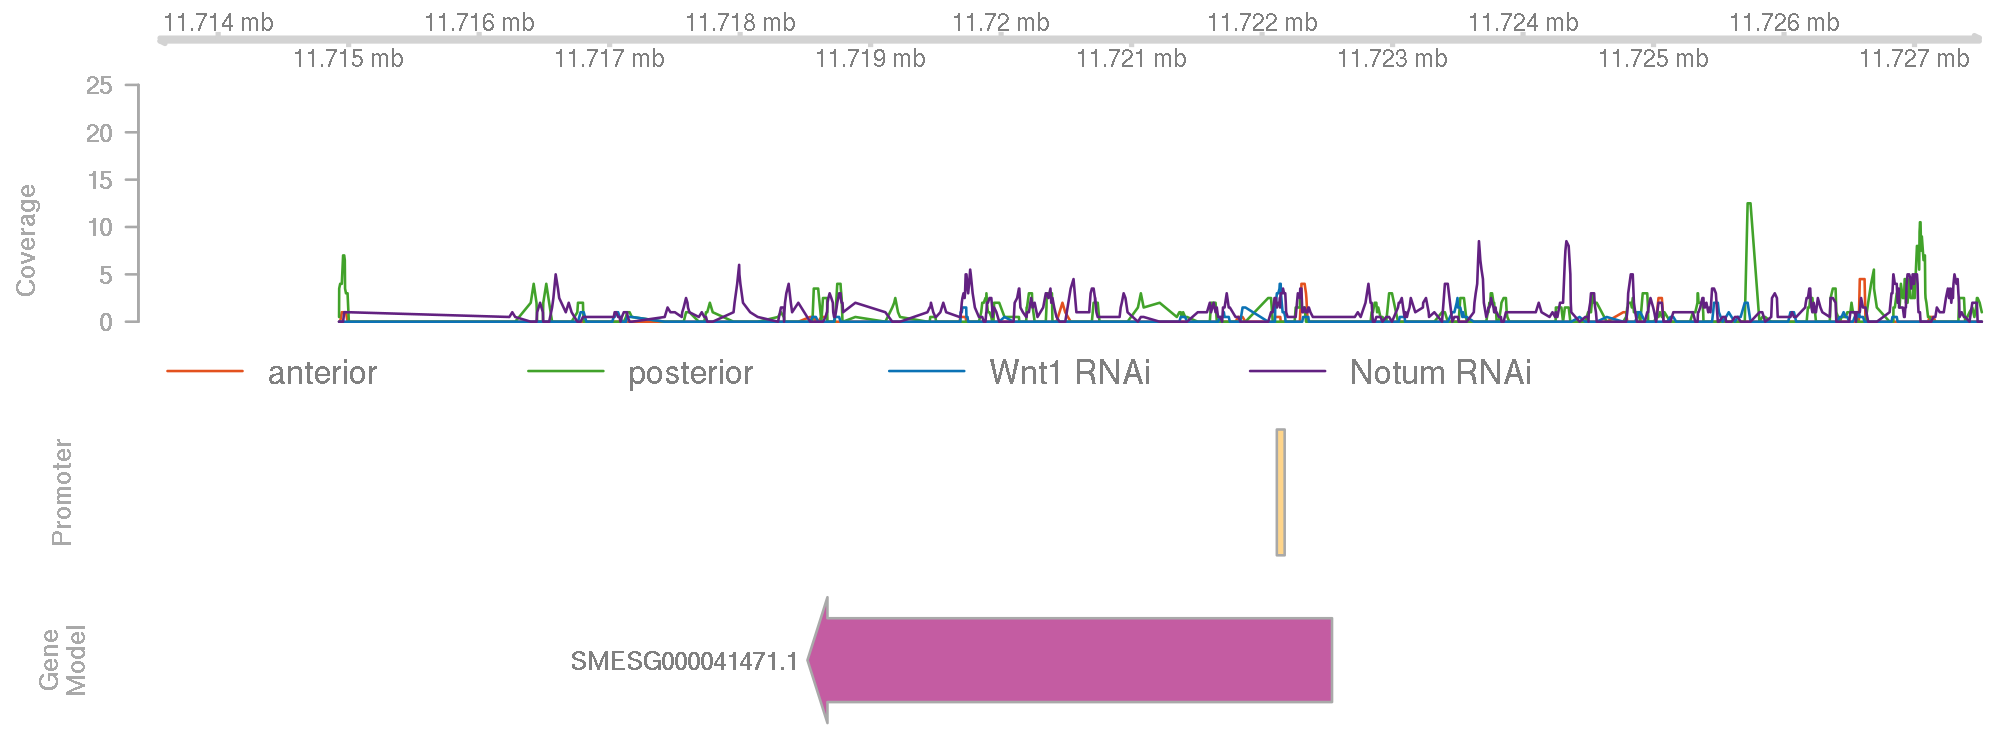 11.714 mb 11.716 mb 11.718 mb 11.72 mb 11.722 mb 11.724 mb 11.726 mb
11.715 mb 11.717 mb 11.719 mb 11.721 mb 11.723 mb 11.725 mb 11.727 mb
Coverage
25
20
15
10
5
0
anterior posterior Wnt1 RNAi Notum RNAi
Promoter
Gene
Model
SMESG000041471.1